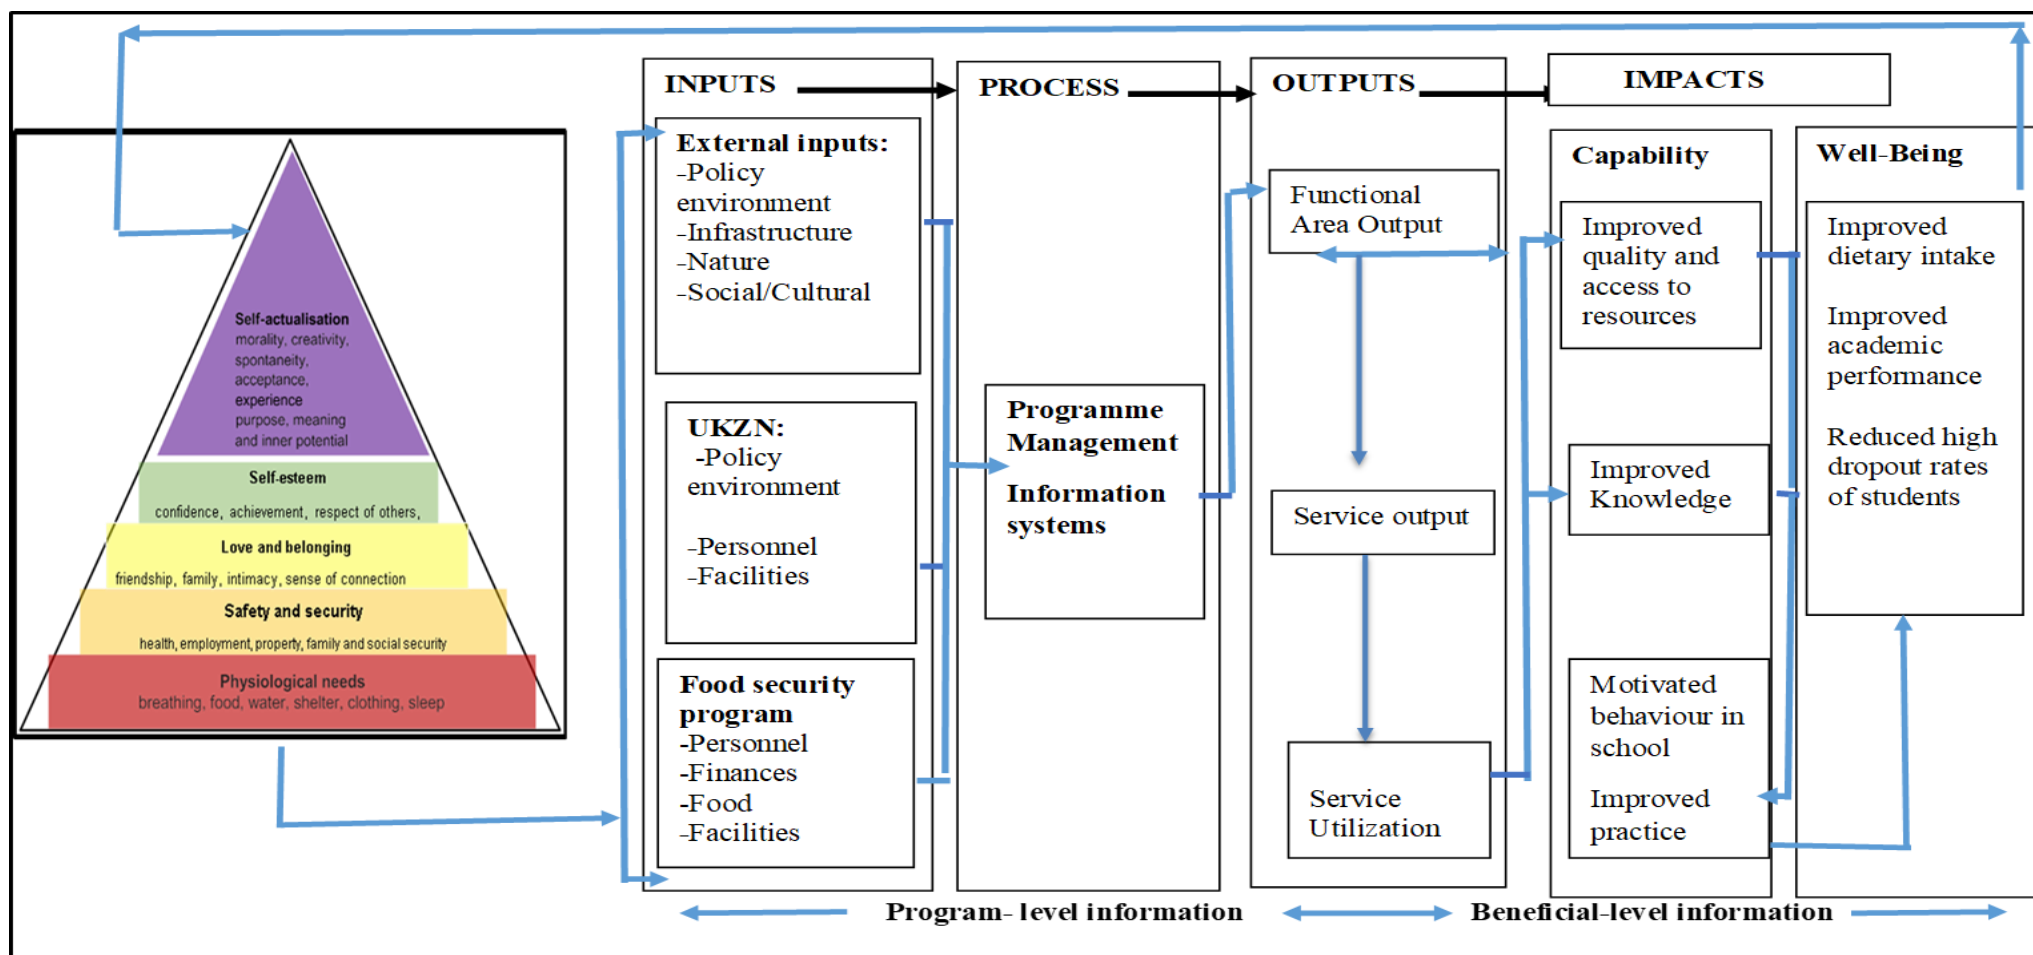 INPUTS
PROCESS
OUTPUTS
IMPACTS
Self-actualisation
morality, creativity,
spontaneity,
acceptance,
experience
purpose, meaning
and inner potential
Self-esteem
confidence, achievement, respect of others,
Love and belonging
friendship, family, intimacy, sense of connection
Safety and security
health, employment, property, family and social security
Physiological needs
breathing, food, water, shelter, clothing, sleep
External inputs:
-Policy
environment
-Infrastructure
-Nature
-Social/Cultural
UKZN:
-Policy
environment
-Personnel
-Facilities
Food security
program
-Personnel
-Finances
-Food
-Facilities
Programme
Management
Information
systems
Functional
Area Output
Service output
Service
Utilization
Capability
Improved
quality and
access to
resources
Improved
Knowledge
Motivated
behaviour in
school
Improved
practice
Well-Being
Improved
dietary intake
Improved
academic
performance
Reduced high
dropout rates
of students
Program- level information
Beneficial-level information